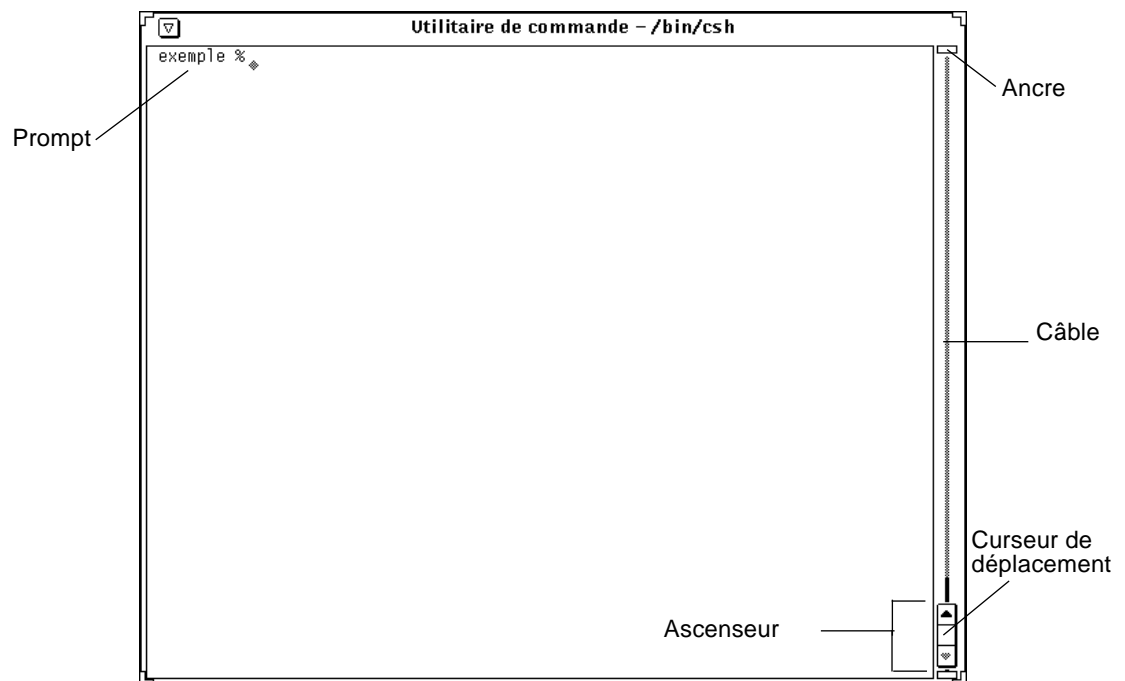 Utilitaire de commande – /bin/csh
exemple %
Ancre
Prompt
Câble
Curseur de
déplacement
Ascenseur